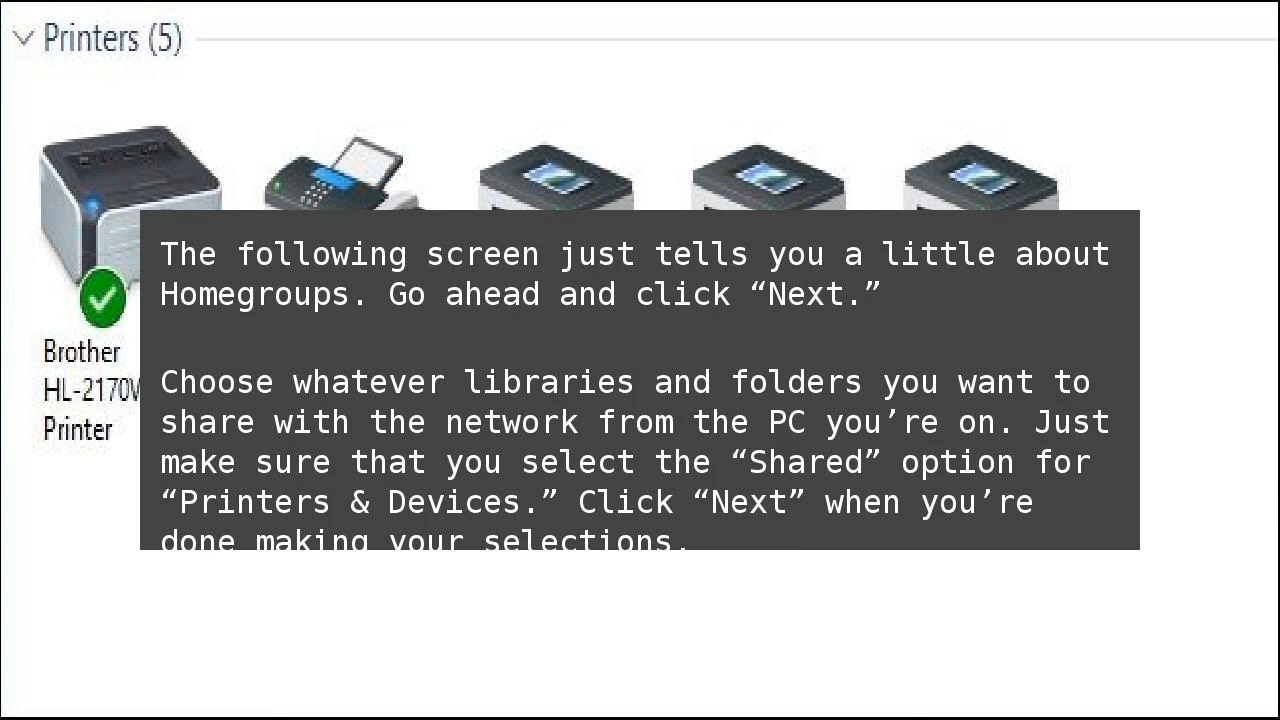 Printers (5)
The following screen just tells you a little about
Homegroups. Go ahead and click “Next.”
Choose whatever libraries and folders you want to
share with the network from the PC you’re on. Just
make sure that you select the “Shared” option for
“Printers & Devices.” Click “Next” when you’re
done making your selections.
Brother
HL-2170W
Printer